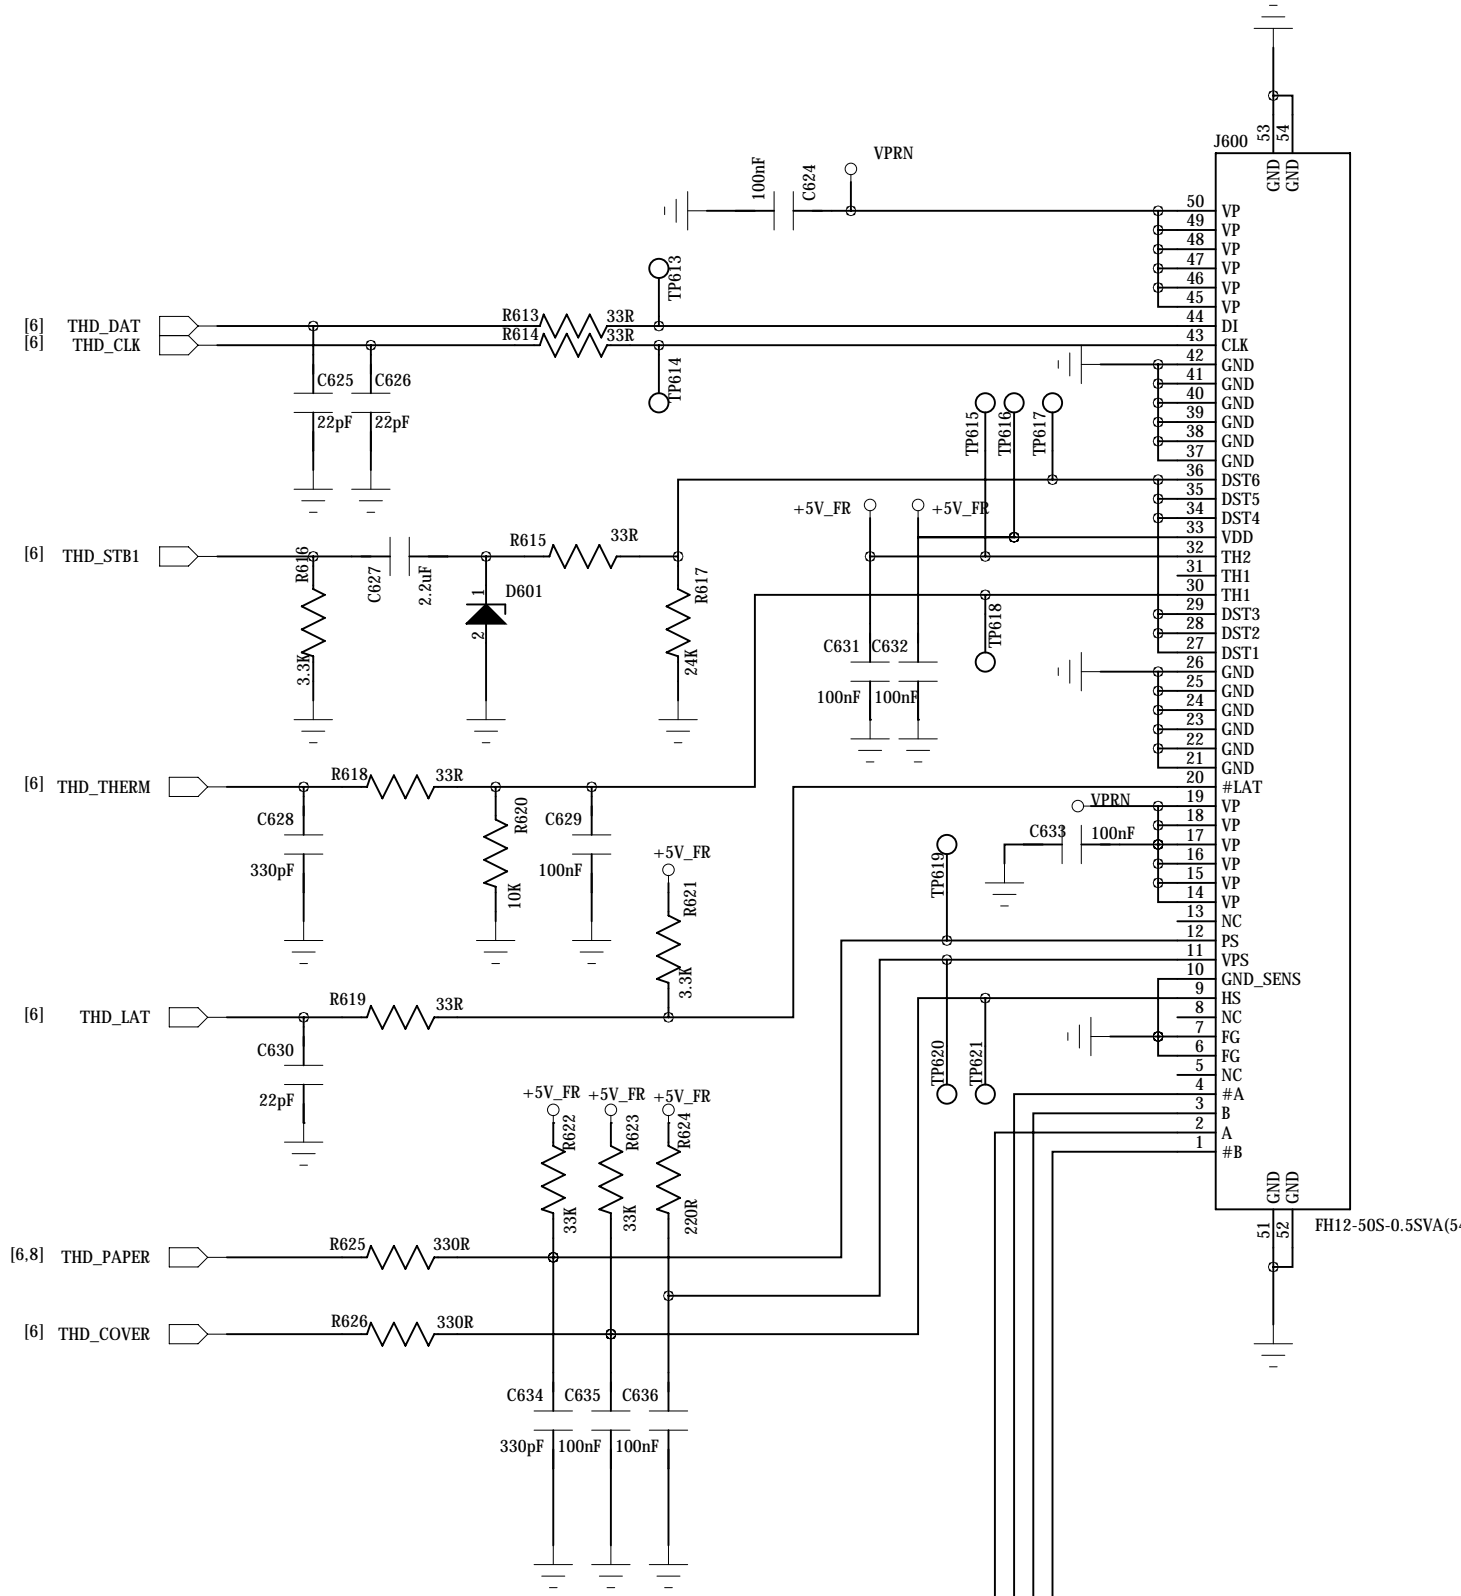 J600
53
54
GND
GND
VPRN
100nF
C624
50 VP
49 VP
48 VP
47 VP
46 VP
45 VP
44 DI
43 CLK
42 GND
41 GND
40 GND
39 GND
38 GND
37 GND
36 DST6
35 DST5
34 DST4
33 VDD
32 TH2
31 TH1
30 TH1
29 DST3
28 DST2
27 DST1
26 GND
25 GND
24 GND
23 GND
22 GND
21 GND
20 #LAT
19 VP
18 VP
17 VP
16 VP
15 VP
14 VP
13 NC
12 PS
11 VPS
10 GND_SENS
9 HS
8 NC
7 FG
6 FG
5 NC
4 #A
3 B
2 A
1 #B
GND
GND
51
52
FH12-50S-0.5SVA(54
TP613
[6] THD_DAT
R613 33R
[6] THD_CLK
R614 33R
TP614
C625 C626
22pF 22pF
TP615
TP616
TP617
+5V_FR +5V_FR
[6] THD_STB1
R616
3.3K
C627
2.2uF
R615 33R
1
D601
2
R617
24K
TP618
C631 C632
100nF 100nF
[6] THD_THERM
R618 33R
C628
330pF
R620
10K
C629
100nF
+5V_FR
R621
3.3K
VPRN
C633 100nF
TP619
[6] THD_LAT
R619 33R
C630
22pF
TP620
TP621
+5V_FR +5V_FR +5V_FR
R622
33K
R623
33K
R624
220R
[6,8] THD_PAPER
R625 330R
[6] THD_COVER
R626 330R
C634 C635 C636
330pF 100nF 100nF